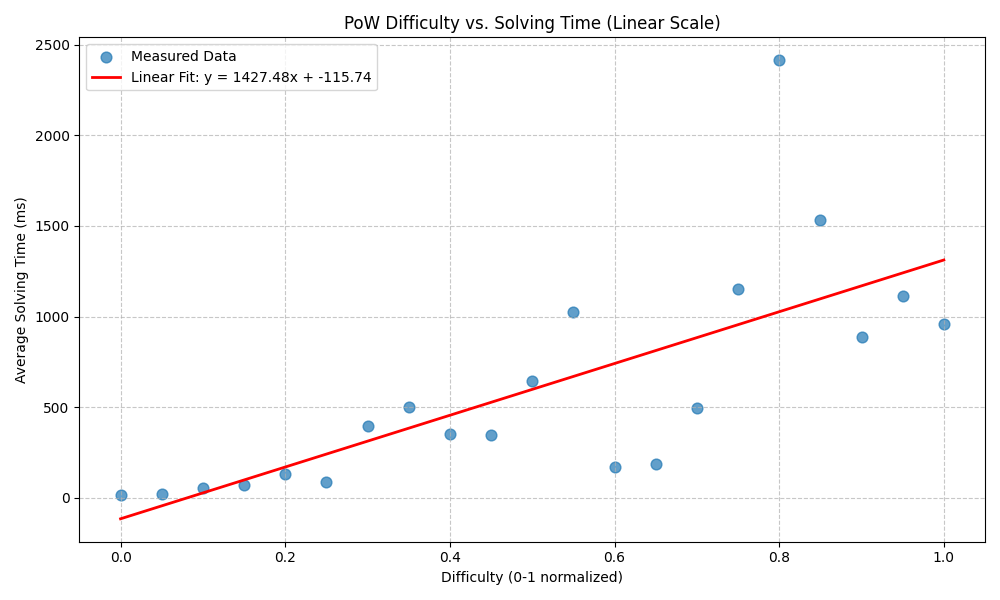 PoW Difficulty vs. Solving Time (Linear Scale)
Measured Data
Linear Fit: y = 1427.48x + -115.74
Average Solving Time (ms)
2500
2000
1500
1000
500
0
0.0 0.2 0.4 0.6 0.8 1.0
Difficulty (0-1 normalized)